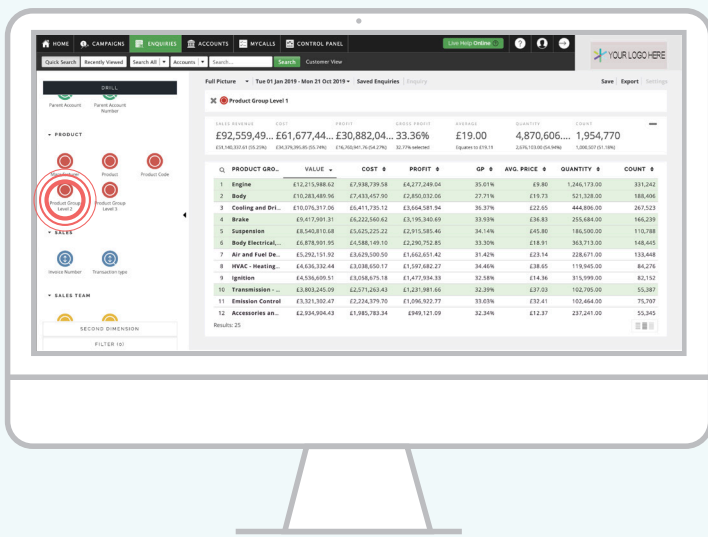 HOME CAMPAIGNS ENQUIRIES ACCOUNTS MYCALLS CONTROL PANEL Live Help Online
YOUR LOGO HERE
Quick Search Recently Viewed Search All Accounts Search... Search Customer View
DRILL
Parent Account Parent Account Number
PRODUCT
Manufacturer Product Product Code
Product Group Level 2 Product Group Level 3
SALES
Invoice Number Transaction type
SALES TEAM
SECOND DIMENSION
FILTER (0)
Full Picture Tue 01 Jan 2019 - Mon 21 Oct 2019 Saved Enquiries Enquiry Save Export Settings
Product Group Level 1
SALES REVENUE COST PROFIT GROSS PROFIT AVERAGE QUANTITY COUNT
£92,559,49... £61,677,44... £30,882,04... 33.36% £19.00 4,870,606.... 1,954,770
32.77% selected Equates to £19.11
PRODUCT GRO... VALUE COST PROFIT GP AVG. PRICE QUANTITY COUNT
1 Engine £12,215,988.62 £7,938,739.58 £4,277,249.04 35.01% £9.80 1,246,173.00 331,242
2 Body £10,283,489.96 £7,433,457.90 £2,850,032.06 27.71% £19.73 521,328.00 188,406
3 Cooling and Dri... £10,076,317.06 £6,411,735.12 £3,664,581.94 36.37% £22.65 444,806.00 267,523
4 Brake £9,417,901.31 £6,222,560.62 £3,195,340.69 33.93% £36.83 255,684.00 166,239
5 Suspension £8,540,810.68 £5,625,225.22 £2,915,585.46 34.14% £45.80 186,500.00 110,788
6 Body Electrical,... £6,878,901.95 £4,588,149.10 £2,290,752.85 33.30% £18.91 363,713.00 148,445
7 Air and Fuel De... £5,292,151.92 £3,629,500.50 £1,662,651.42 31.42% £23.14 228,671.00 133,448
8 HVAC - Heating... £4,636,332.44 £3,038,650.17 £1,597,682.27 34.46% £38.65 119,945.00 84,276
9 Ignition £4,536,609.51 £3,058,675.18 £1,477,934.33 32.58% £14.36 315,999.00 82,152
10 Transmission - ... £3,803,245.09 £2,571,263.43 £1,231,981.66 32.39% £37.03 102,705.00 55,387
11 Emission Control £3,321,302.47 £2,224,379.70 £1,096,922.77 33.03% £32.41 102,464.00 75,707
12 Accessories an... £2,934,904.43 £1,985,783.34 £949,121.09 32.34% £12.37 237,241.00 55,345
Results: 25